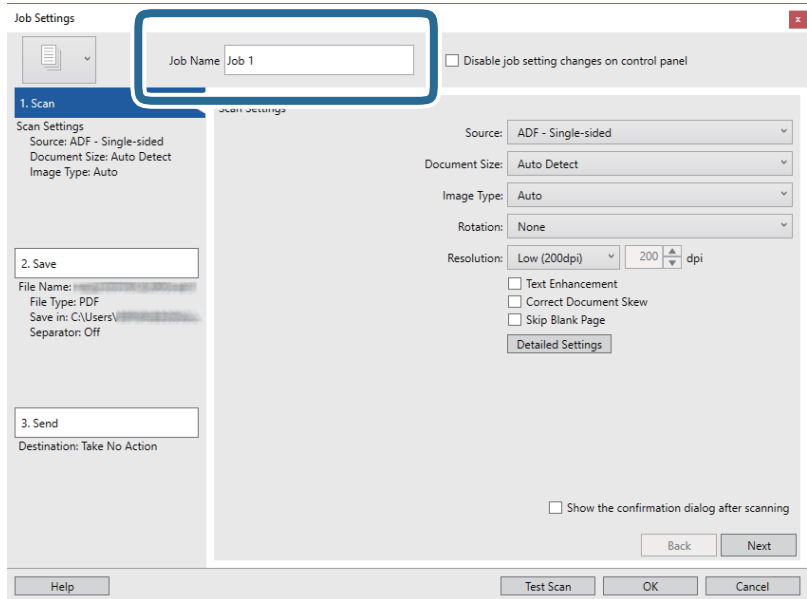 Job Settings
x
Job Name Job 1
Disable job setting changes on control panel
1. Scan
Scan Settings
Source: ADF - Single-sided
Document Size: Auto Detect
Image Type: Auto
2. Save
File Name:
File Type: PDF
Save in: C:\Users\
Separator: Off
3. Send
Destination: Take No Action
Scan Settings
Source: ADF - Single-sided
Document Size: Auto Detect
Image Type: Auto
Rotation: None
Resolution: Low (200dpi) 200 dpi
Text Enhancement
Correct Document Skew
Skip Blank Page
Detailed Settings
Show the confirmation dialog after scanning
Back Next
Help Test Scan OK Cancel